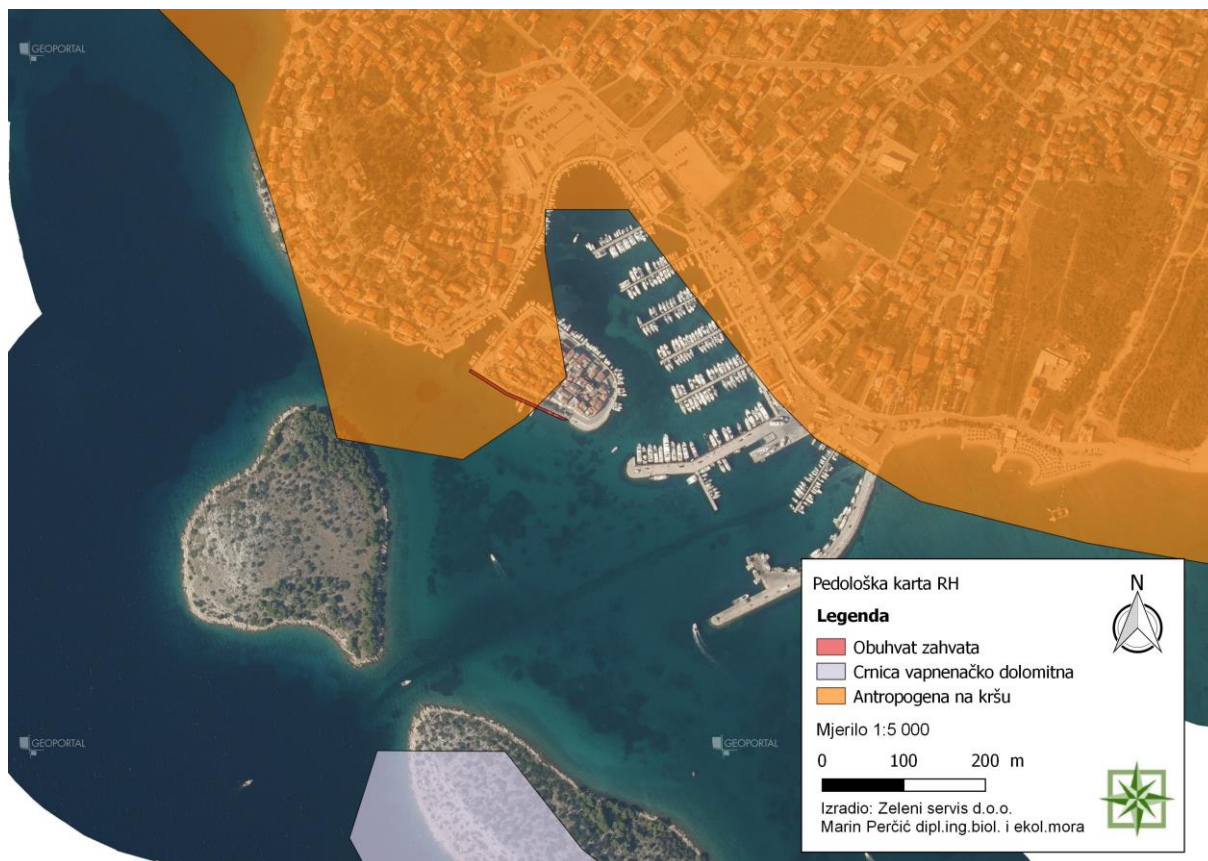 GEOPORTAL
GEOPORTAL
GEOPORTAL
Pedološka karta RH
N
Legenda
Obuhvat zahvata
Crnica vapnenačko dolomitna
Antropogena na kršu
Mjerilo 1:5 000
0 100 200 m
Izradio: Zeleni servis d.o.o.
Marin Perčić dipl.ing.biol. i ekol.mora